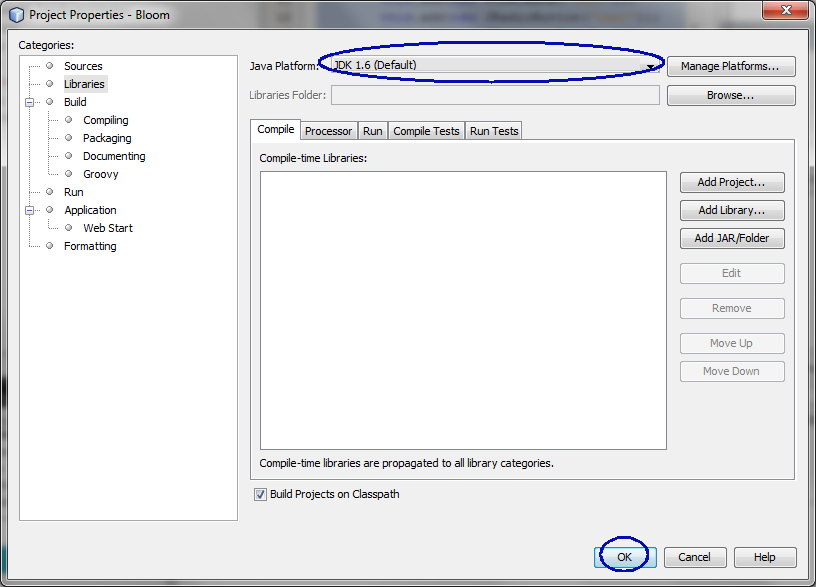 Project Properties - Bloom
Categories:
Sources
Libraries
Build
Compiling
Packaging
Documenting
Groovy
Run
Application
Web Start
Formatting
Java Platform: JDK 1.6 (Default) Manage Platforms...
Libraries Folder: Browse...
Compile Processor Run Compile Tests Run Tests
Compile-time Libraries:
Add Project...
Add Library...
Add JAR/Folder
Edit
Remove
Move Up
Move Down
Compile-time libraries are propagated to all library categories.
Build Projects on Classpath
OK Cancel Help